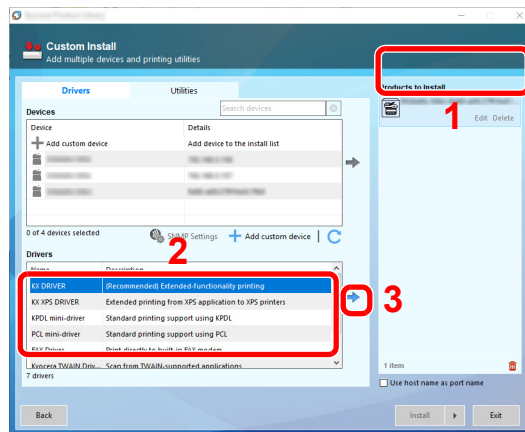 Custom Install
Add multiple devices and printing utilities
Drivers
Utilities
Products to Install
1
Edit Delete
Devices
Search devices
Device
Details
Add custom device
Add device to the install list
0 of 4 devices selected
SNMP Settings
Add custom device
2
Drivers
Name
Description
KX DRIVER
(Recommended) Extended-functionality printing
KX XPS DRIVER
Extended printing from XPS application to XPS printers
KPDL mini-driver
Standard printing support using KPDL
PCL mini-driver
Standard printing support using PCL
FAX Driver
Print directly to built-in FAX modem
Kyocera TWAIN Driv...
Scan from TWAIN-supported applications
7 drivers
3
1 item
Use host name as port name
Back
Install
Exit